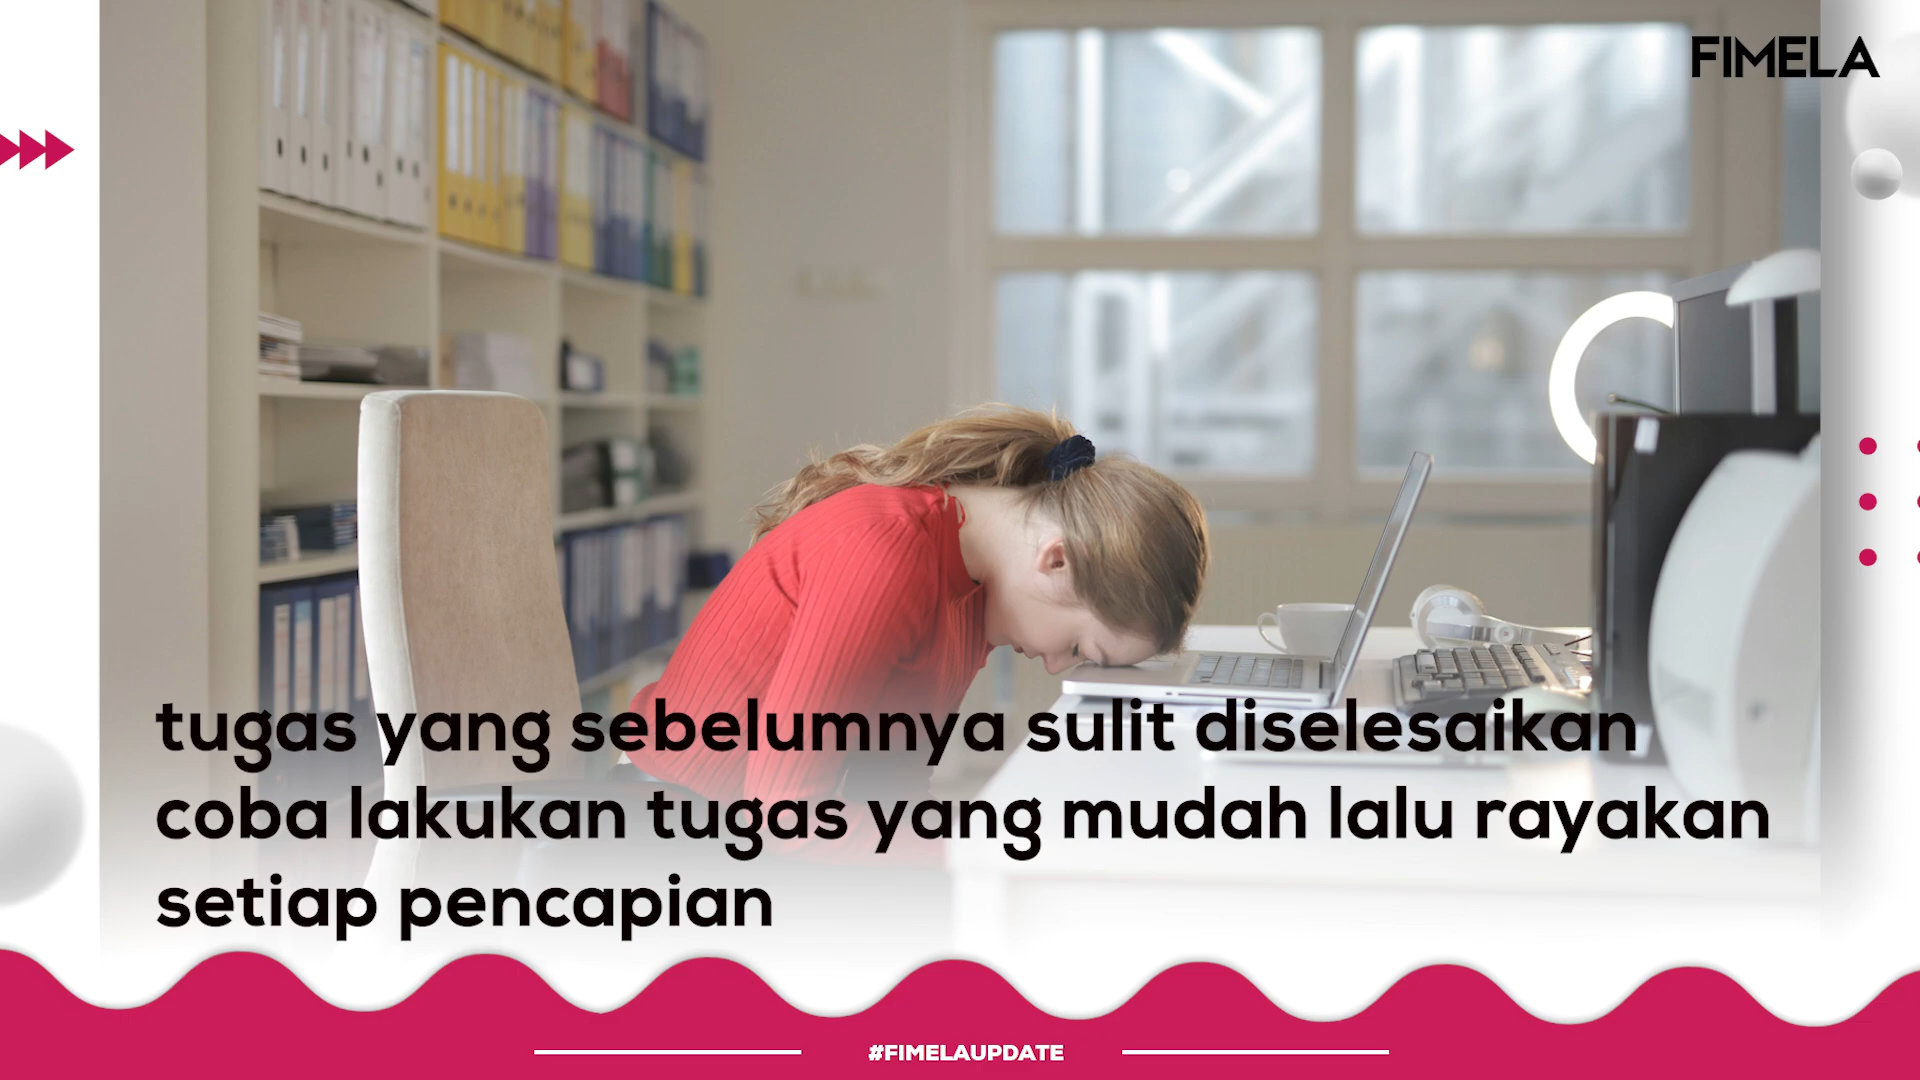 FIMELA
tugas yang sebelumnya sulit diselesaikan
coba lakukan tugas yang mudah lalu rayakan
setiap pencapian
#FIMELAUPDATE